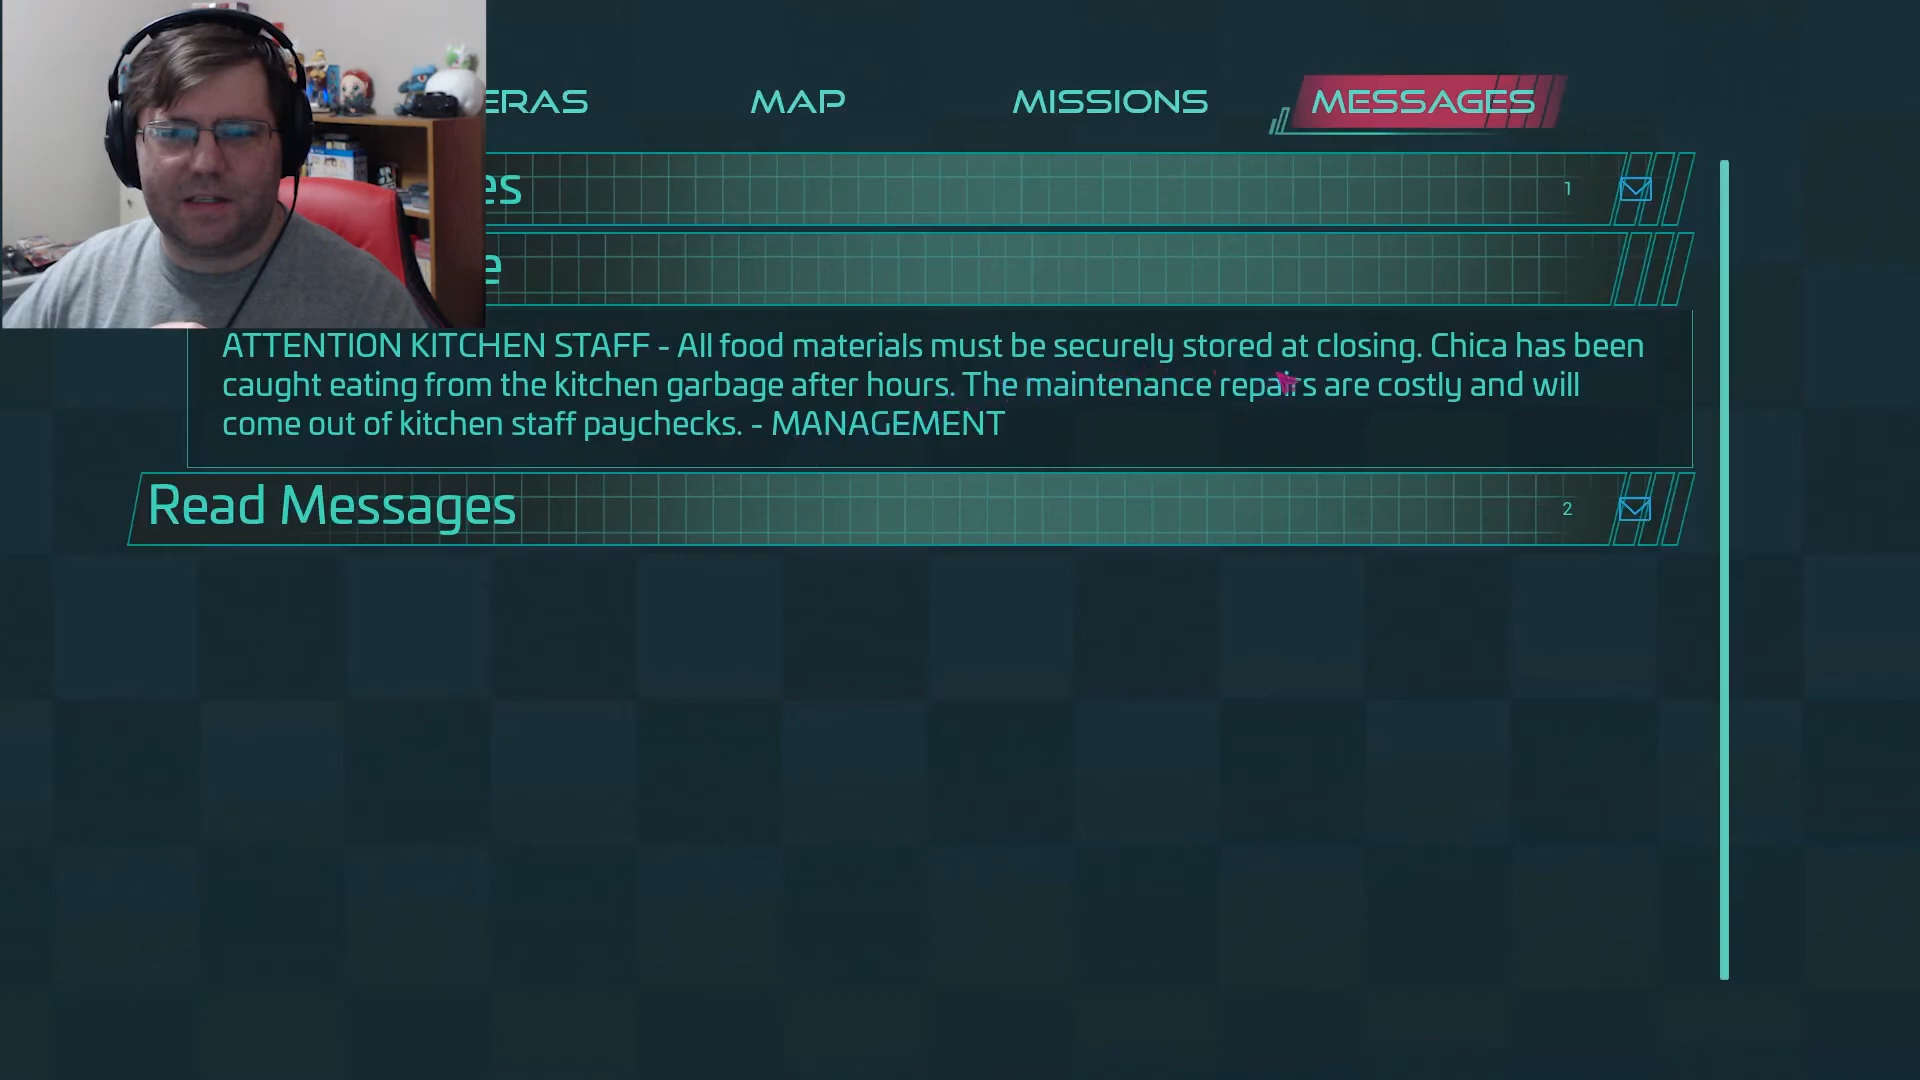 MAP
MISSIONS
MESSAGES
1
ATTENTION KITCHEN STAFF - All food materials must be securely stored at closing. Chica has been
caught eating from the kitchen garbage after hours. The maintenance repairs are costly and will
come out of kitchen staff paychecks. - MANAGEMENT
Read Messages
2